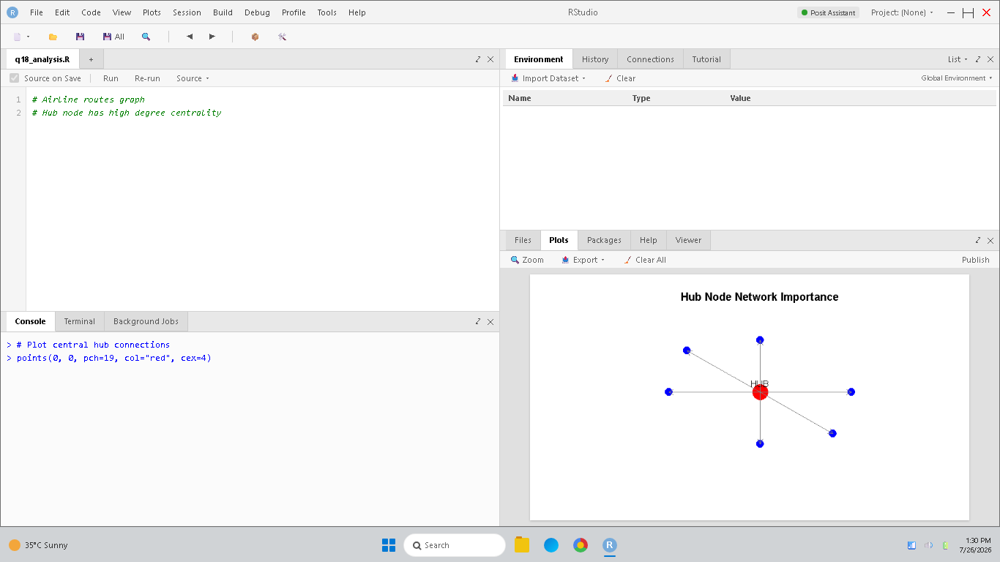 R File Edit Code View Plots Session Build Debug Profile Tools Help RStudio Posit Assistant Project: (None)
All
q18_analysis.R +
Source on Save Run Re-run Source
1 # Airline routes graph
2 # Hub node has high degree centrality
Console Terminal Background Jobs
> # Plot central hub connections
> points(0, 0, pch=19, col="red", cex=4)
Environment History Connections Tutorial List
Import Dataset Clear Global Environment
Name Type Value
Files Plots Packages Help Viewer
Zoom Export Clear All Publish
Hub Node Network Importance
HUB
35°C Sunny Search R 1:30 PM
7/26/2026